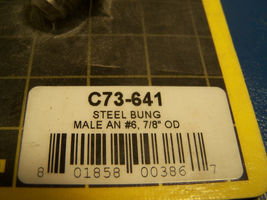 C73-641
STEEL BUNG
MALE AN #6, 7/8" OD
8 01858 00386 7